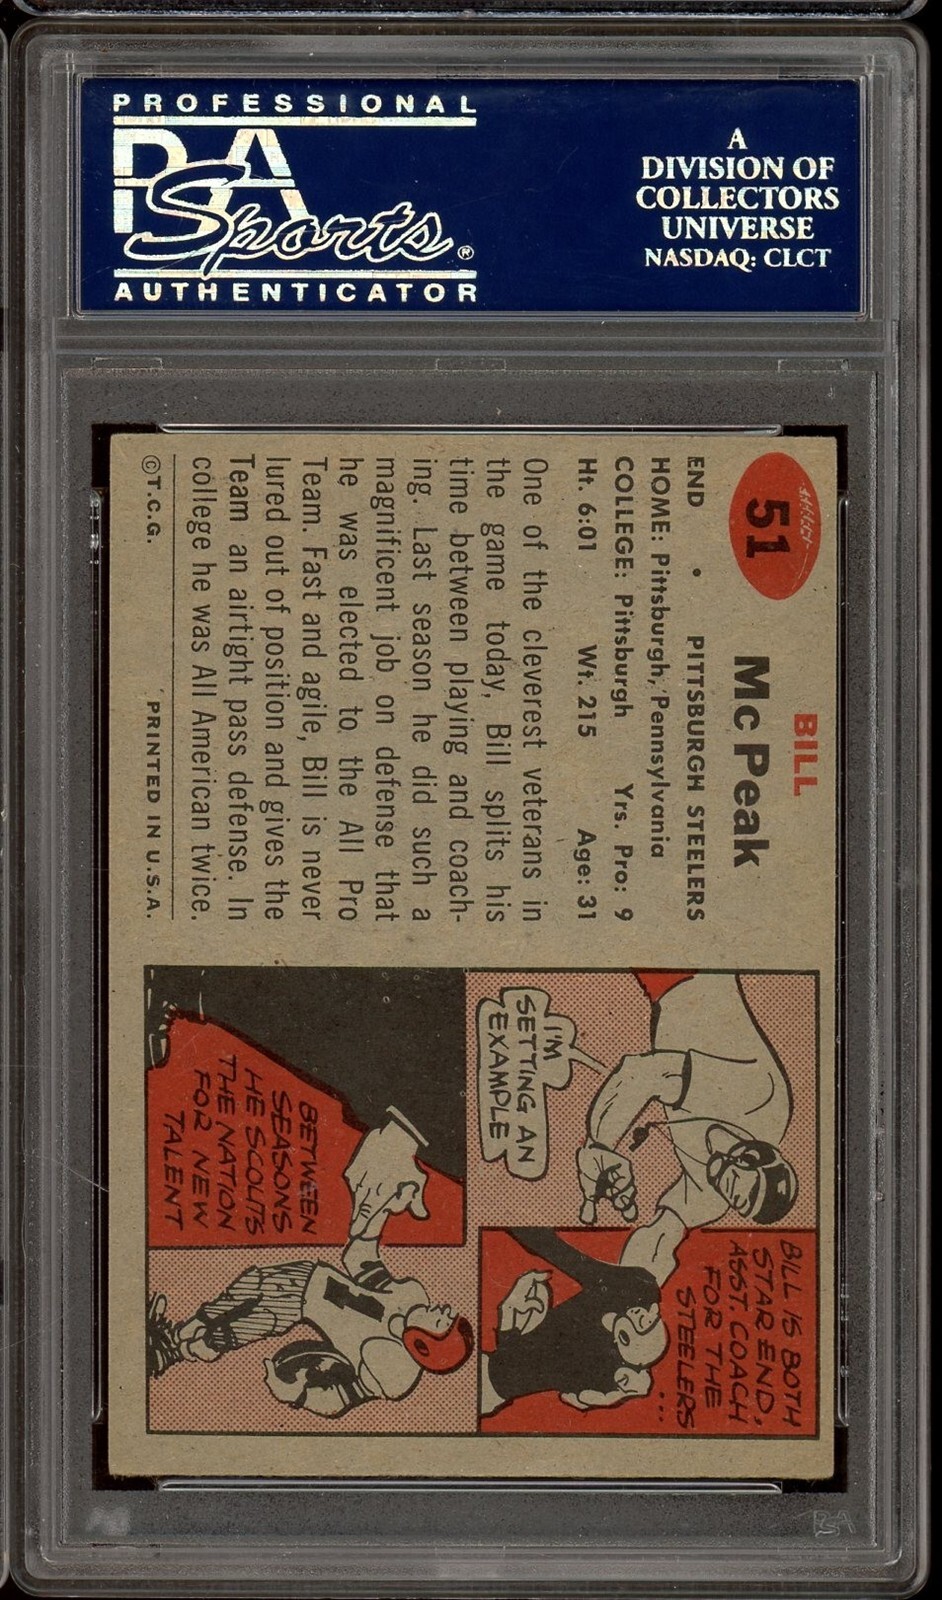 PROFESSIONAL
PSA
Sports®
AUTHENTICATOR
A
DIVISION OF
COLLECTORS
UNIVERSE
NASDAQ: CLCT
51
BILL
Mc Peak
END • PITTSBURGH STEELERS
HOME: Pittsburgh, Pennsylvania
COLLEGE: Pittsburgh Yrs. Pro: 9
Ht. 6:01 Wt. 215 Age: 31
One of the cleverest veterans in
the game today, Bill splits his
time between playing and coach-
ing. Last season he did such a
magnificent job on defense that
he was elected to the All Pro
Team. Fast and agile, Bill is never
lured out of position and gives the
Team an airtight pass defense. In
college he was All American twice.
©T.C.G. PRINTED IN U.S.A.
I'M
SETTING AN
EXAMPLE
BILL IS BOTH
STAR END,
ASST. COACH
FOR THE
STEELERS
...
BETWEEN
SEASONS
HE SCOUTS
THE NATION
FOR NEW
TALENT
1
PSA